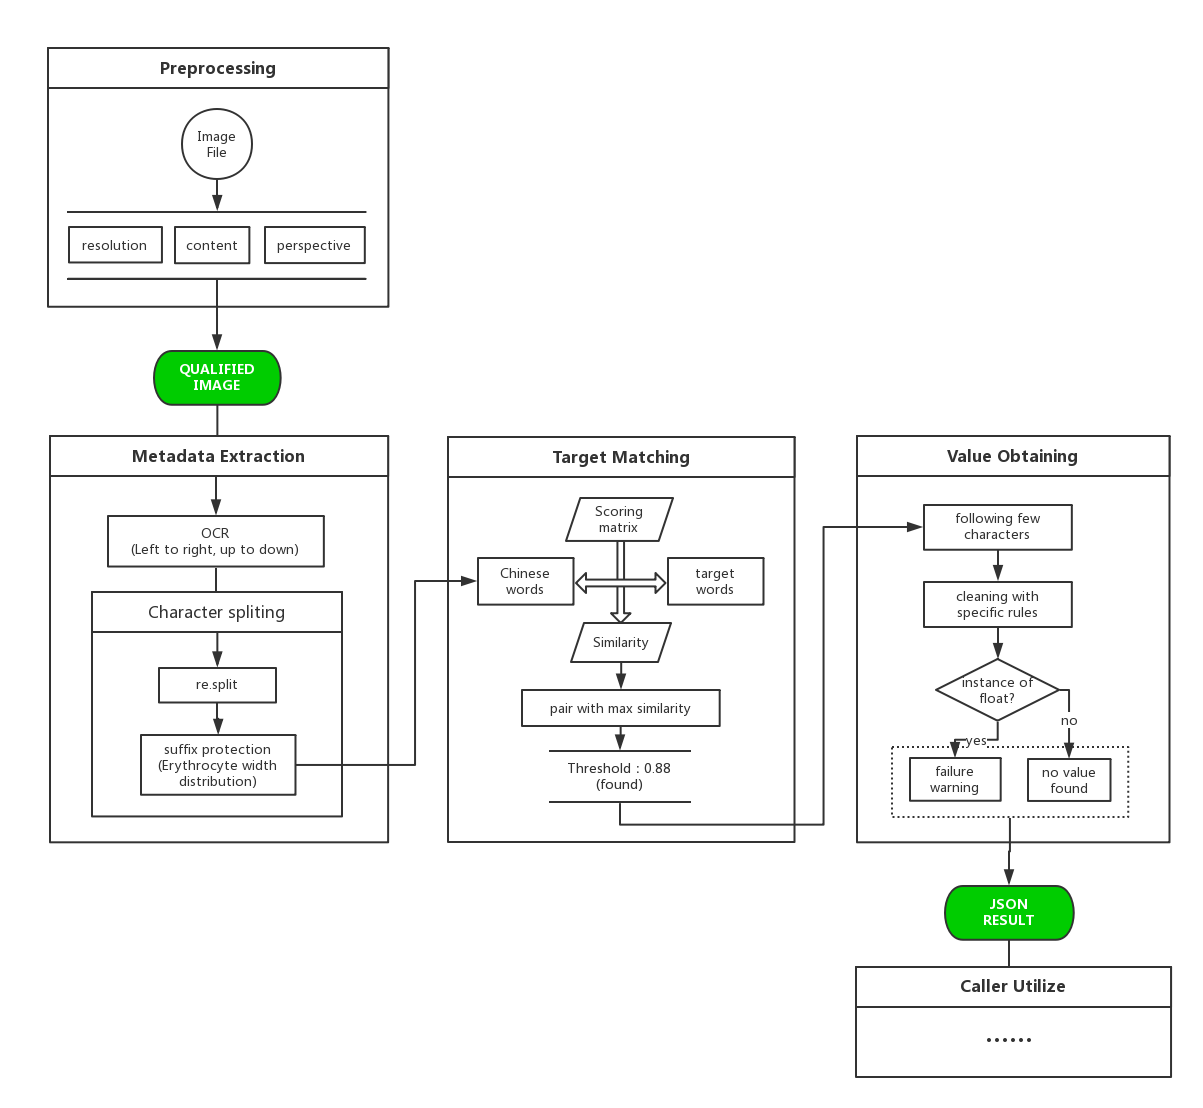 Preprocessing
Image
File
resolution
content
perspective
QUALIFIED
IMAGE
Metadata Extraction
OCR
(Left to right, up to down)
Character spliting
re.split
suffix protection
(Erythrocyte width
distribution)
Target Matching
Scoring
matrix
Chinese
words
target
words
Similarity
pair with max similarity
Threshold : 0.88
(found)
Value Obtaining
following few
characters
cleaning with
specific rules
instance of
float?
yes
no
failure
warning
no value
found
JSON
RESULT
Caller Utilize
······